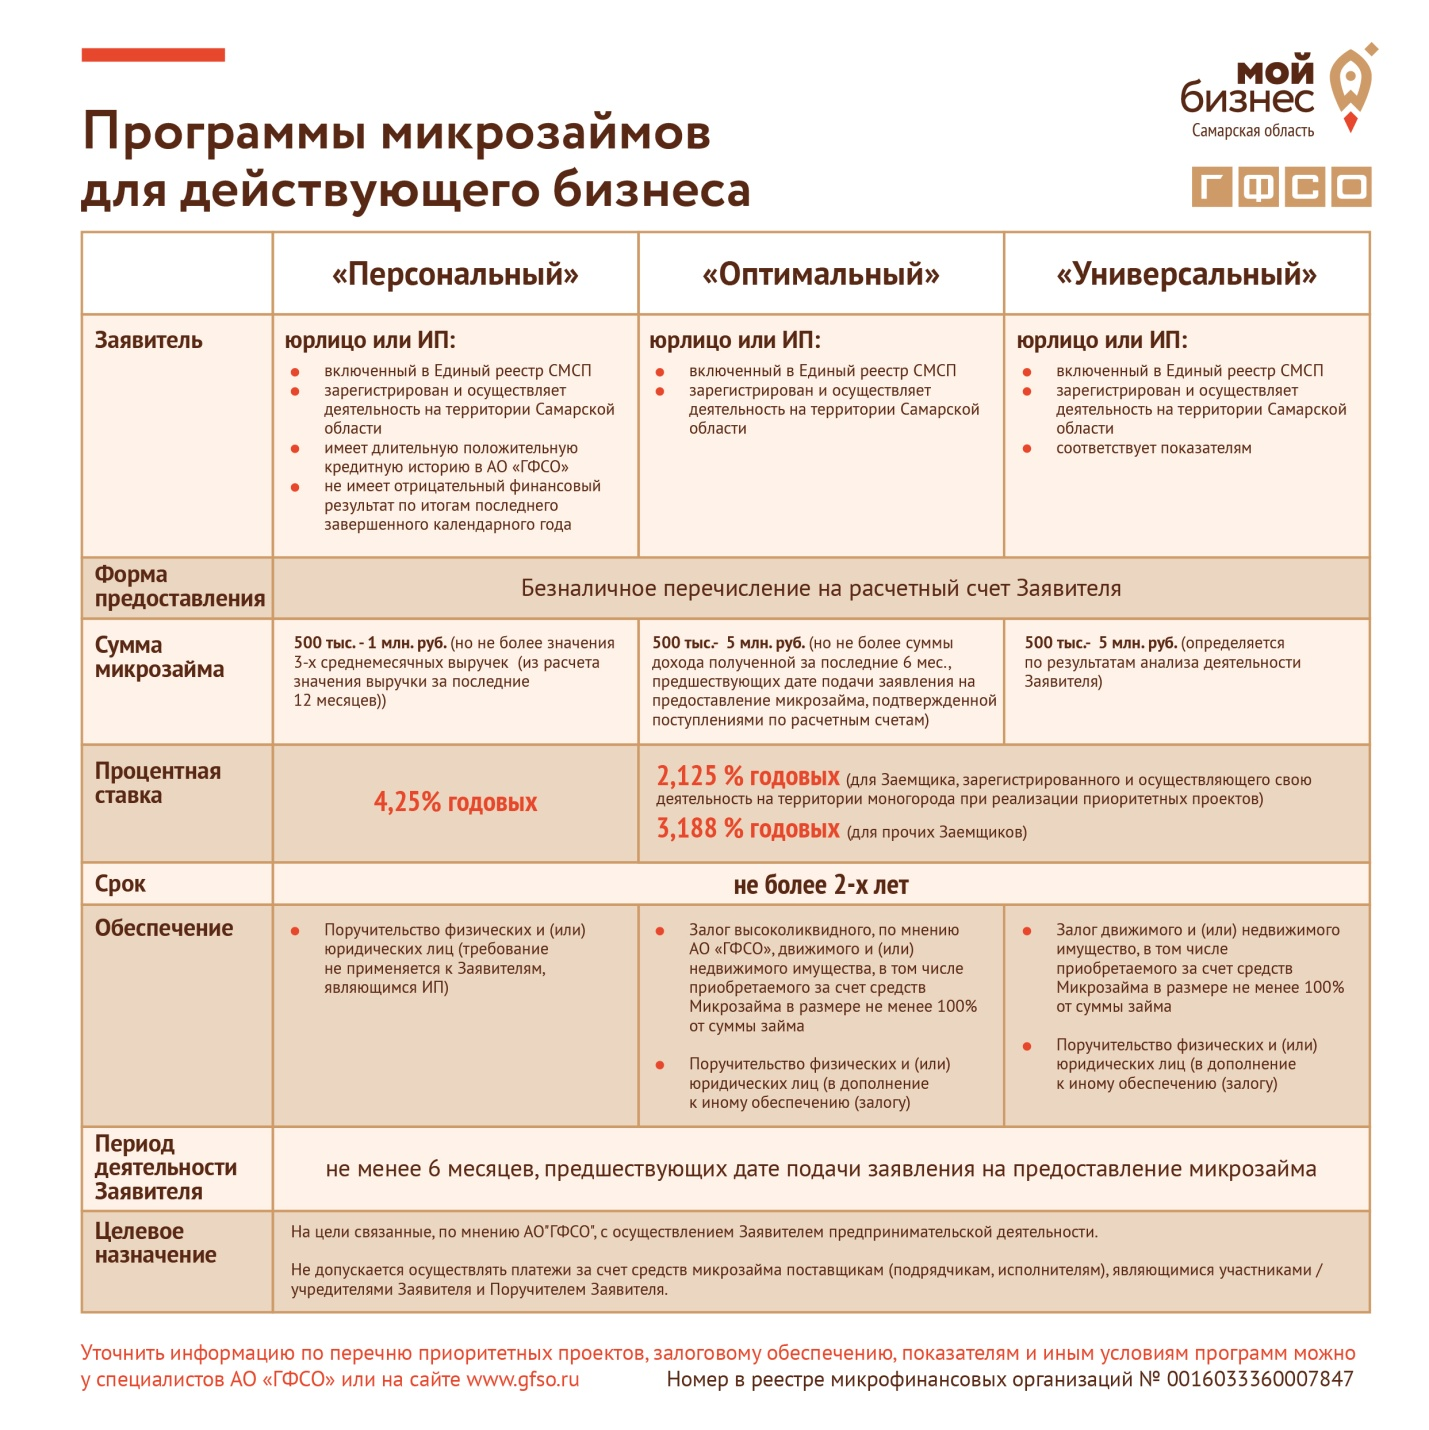 мой
бизнес
Самарская область
ГФСО
Программы микрозаймов
для действующего бизнеса
«Персональный»
«Оптимальный»
«Универсальный»
Заявитель
юрлицо или ИП:
включенный в Единый реестр СМСП
зарегистрирован и осуществляет
деятельность на территории Самарской
области
имеет длительную положительную
кредитную историю в АО «ГФСО»
не имеет отрицательный финансовый
результат по итогам последнего
завершенного календарного года
юрлицо или ИП:
включенный в Единый реестр СМСП
зарегистрирован и осуществляет
деятельность на территории Самарской
области
юрлицо или ИП:
включенный в Единый реестр СМСП
зарегистрирован и осуществляет
деятельность на территории Самарской
области
соответствует показателям
Форма
предоставления
Безналичное перечисление на расчетный счет Заявителя
Сумма
микрозайма
500 тыс. - 1 млн. руб. (но не более значения
3-х среднемесячных выручек (из расчета
значения выручки за последние
12 месяцев))
500 тыс.- 5 млн. руб. (но не более суммы
дохода полученной за последние 6 мес.,
предшествующих дате подачи заявления на
предоставление микрозайма, подтвержденной
поступлениями по расчетным счетам)
500 тыс.- 5 млн. руб. (определяется
по результатам анализа деятельности
Заявителя)
Процентная
ставка
4,25% годовых
2,125 % годовых (для Заемщика, зарегистрированного и осуществляющего свою
деятельность на территории моногорода при реализации приоритетных проектов)
3,188 % годовых (для прочих Заемщиков)
Срок
не более 2-х лет
Обеспечение
Поручительство физических и (или)
юридических лиц (требование
не применяется к Заявителям,
являющимся ИП)
Залог высоколиквидного, по мнению
АО «ГФСО», движимого и (или)
недвижимого имущества, в том числе
приобретаемого за счет средств
Микрозайма в размере не менее 100%
от суммы займа
Поручительство физических и (или)
юридических лиц (в дополнение
к иному обеспечению (залогу)
Залог движимого и (или) недвижимого
имущество, в том числе
приобретаемого за счет средств
Микрозайма в размере не менее 100%
от суммы займа
Поручительство физических и (или)
юридических лиц (в дополнение
к иному обеспечению (залогу)
Период
деятельности
Заявителя
не менее 6 месяцев, предшествующих дате подачи заявления на предоставление микрозайма
Целевое
назначение
На цели связанные, по мнению АО"ГФСО", с осуществлением Заявителем предпринимательской деятельности.
Не допускается осуществлять платежи за счет средств микрозайма поставщикам (подрядчикам, исполнителям), являющимися участниками /
учредителями Заявителя и Поручителем Заявителя.
Уточнить информацию по перечню приоритетных проектов, залоговому обеспечению, показателям и иным условиям программ можно
у специалистов АО «ГФСО» или на сайте www.gfso.ru
Номер в реестре микрофинансовых организаций № 0016033360007847